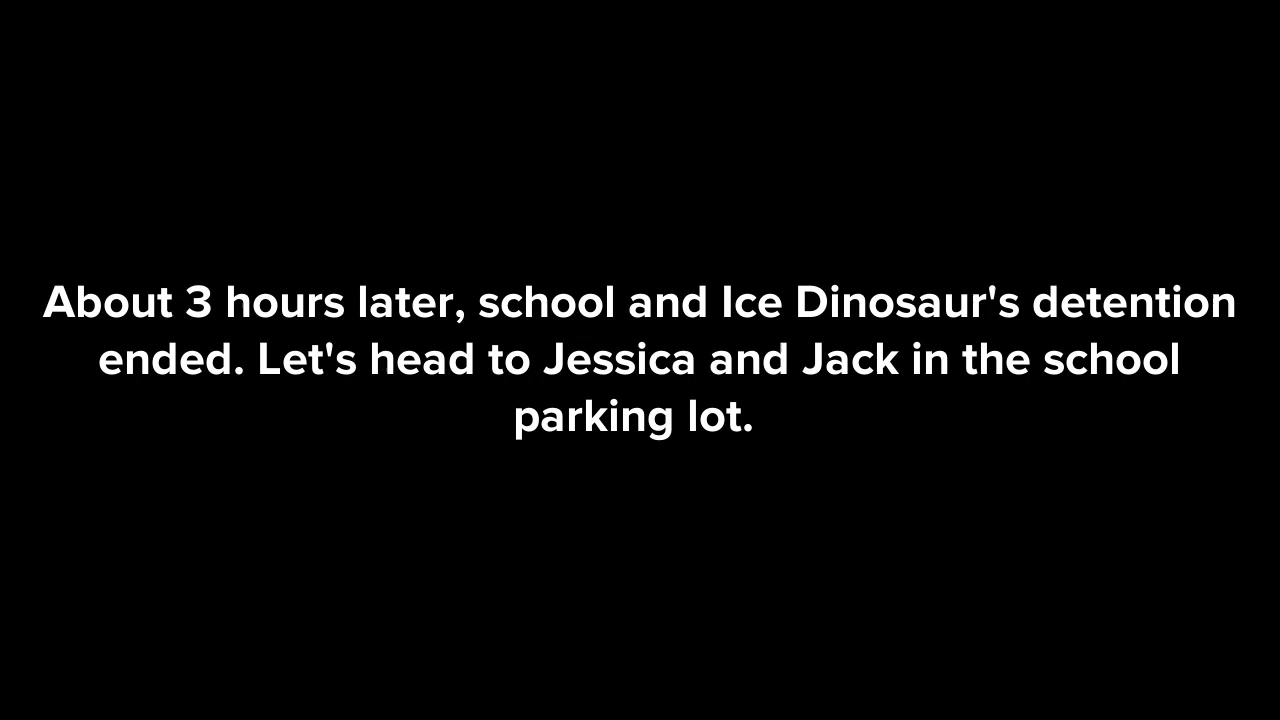 About 3 hours later, school and Ice Dinosaur's detention
ended. Let's head to Jessica and Jack in the school
parking lot.